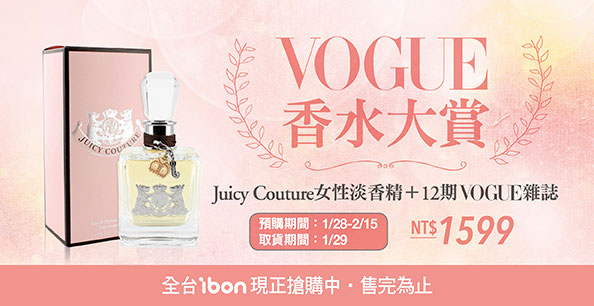 VOGUE
香水大賞
JUICY COUTURE
Juicy Couture女性淡香精＋12期VOGUE雜誌
預購期間：1/28-2/15
取貨期間：1/29
NT$1599
全台ibon現正搶購中・售完為止